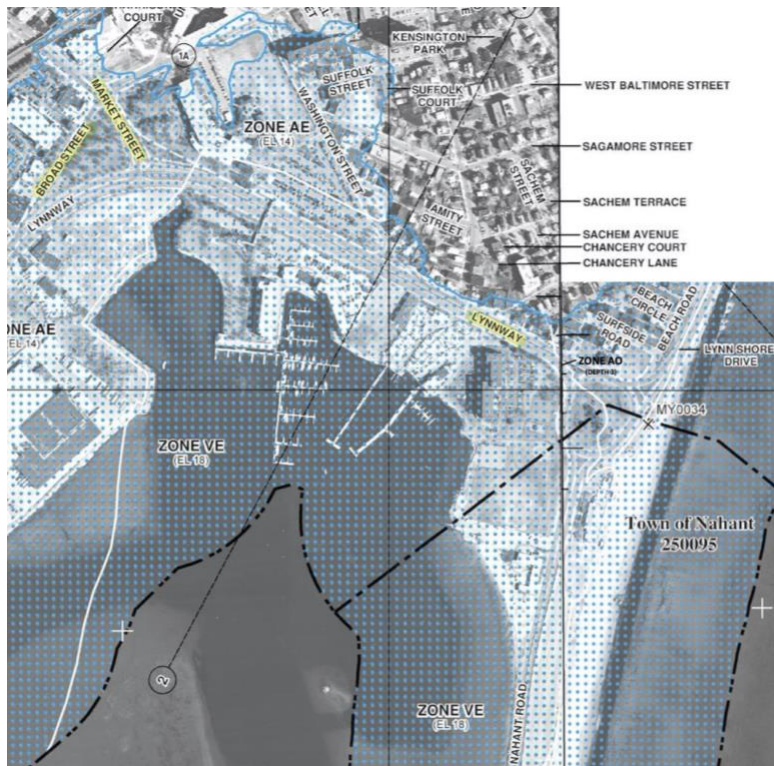 COURT
KENSINGTON
PARK
1A
SUFFOLK
STREET
SUFFOLK
COURT
WEST BALTIMORE STREET
MARKET STREET
WASHINGTON STREET
ZONE AE
(EL 14)
SAGAMORE STREET
BROAD STREET
SACHEM
STREET
LYNNWAY
SACHEM TERRACE
AMITY
STREET
SACHEM AVENUE
CHANCERY COURT
CHANCERY LANE
BEACH
CIRCLE
BEACH ROAD
LYNNWAY
SURFSIDE
ROAD
ONE AE
EL 14)
LYNN SHORE
DRIVE
ZONE AO
(DEPTH 3)
MY0034
ZONE VE
(EL 18)
Town of Nahant
250095
2
ZONE VE
(EL 18)
NAHANT ROAD